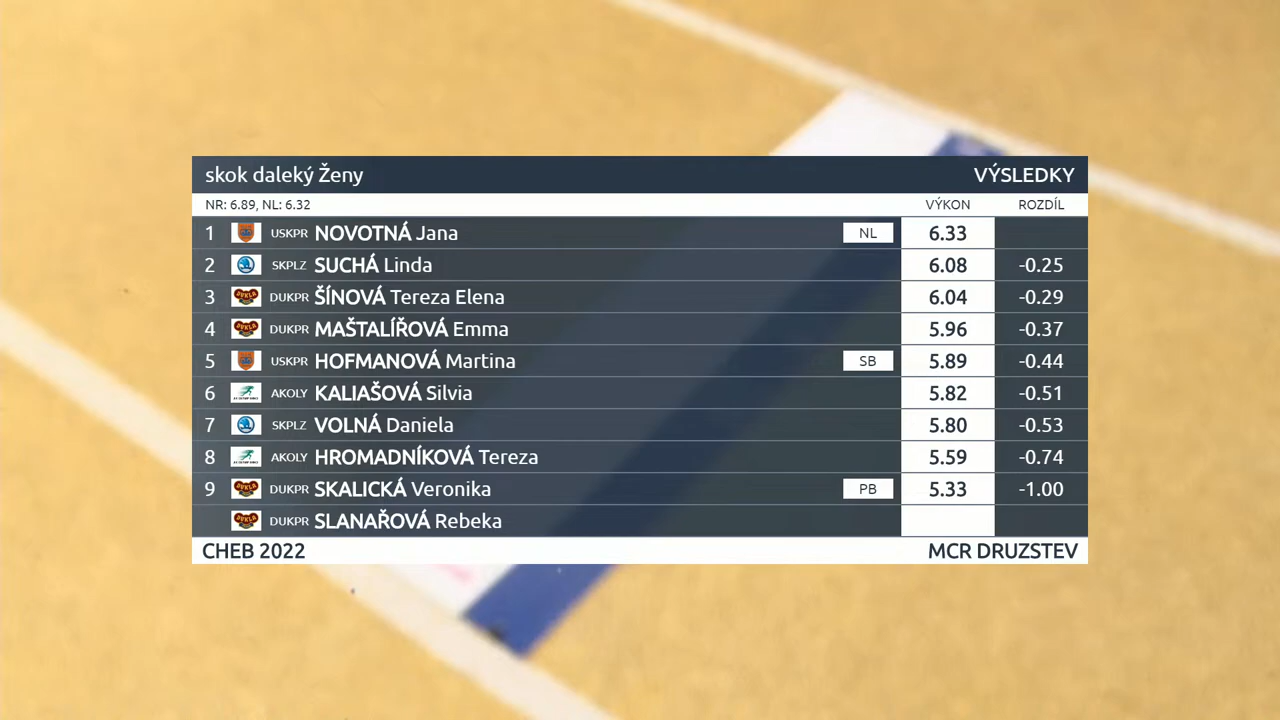 skok daleký Ženy VÝSLEDKY
NR: 6.89, NL: 6.32 VÝKON ROZDÍL
1 USKPR NOVOTNÁ Jana NL 6.33
2 SKPLZ SUCHÁ Linda 6.08 -0.25
3 DUKLA DUKPR ŠÍNOVÁ Tereza Elena 6.04 -0.29
4 DUKLA DUKPR MAŠTALÍŘOVÁ Emma 5.96 -0.37
5 USKPR HOFMANOVÁ Martina SB 5.89 -0.44
6 AKOLY KALIAŠOVÁ Silvia 5.82 -0.51
7 SKPLZ VOLNÁ Daniela 5.80 -0.53
8 AKOLY HROMADNÍKOVÁ Tereza 5.59 -0.74
9 DUKLA DUKPR SKALICKÁ Veronika PB 5.33 -1.00
DUKLA DUKPR SLANAŘOVÁ Rebeka
CHEB 2022 MCR DRUZSTEV